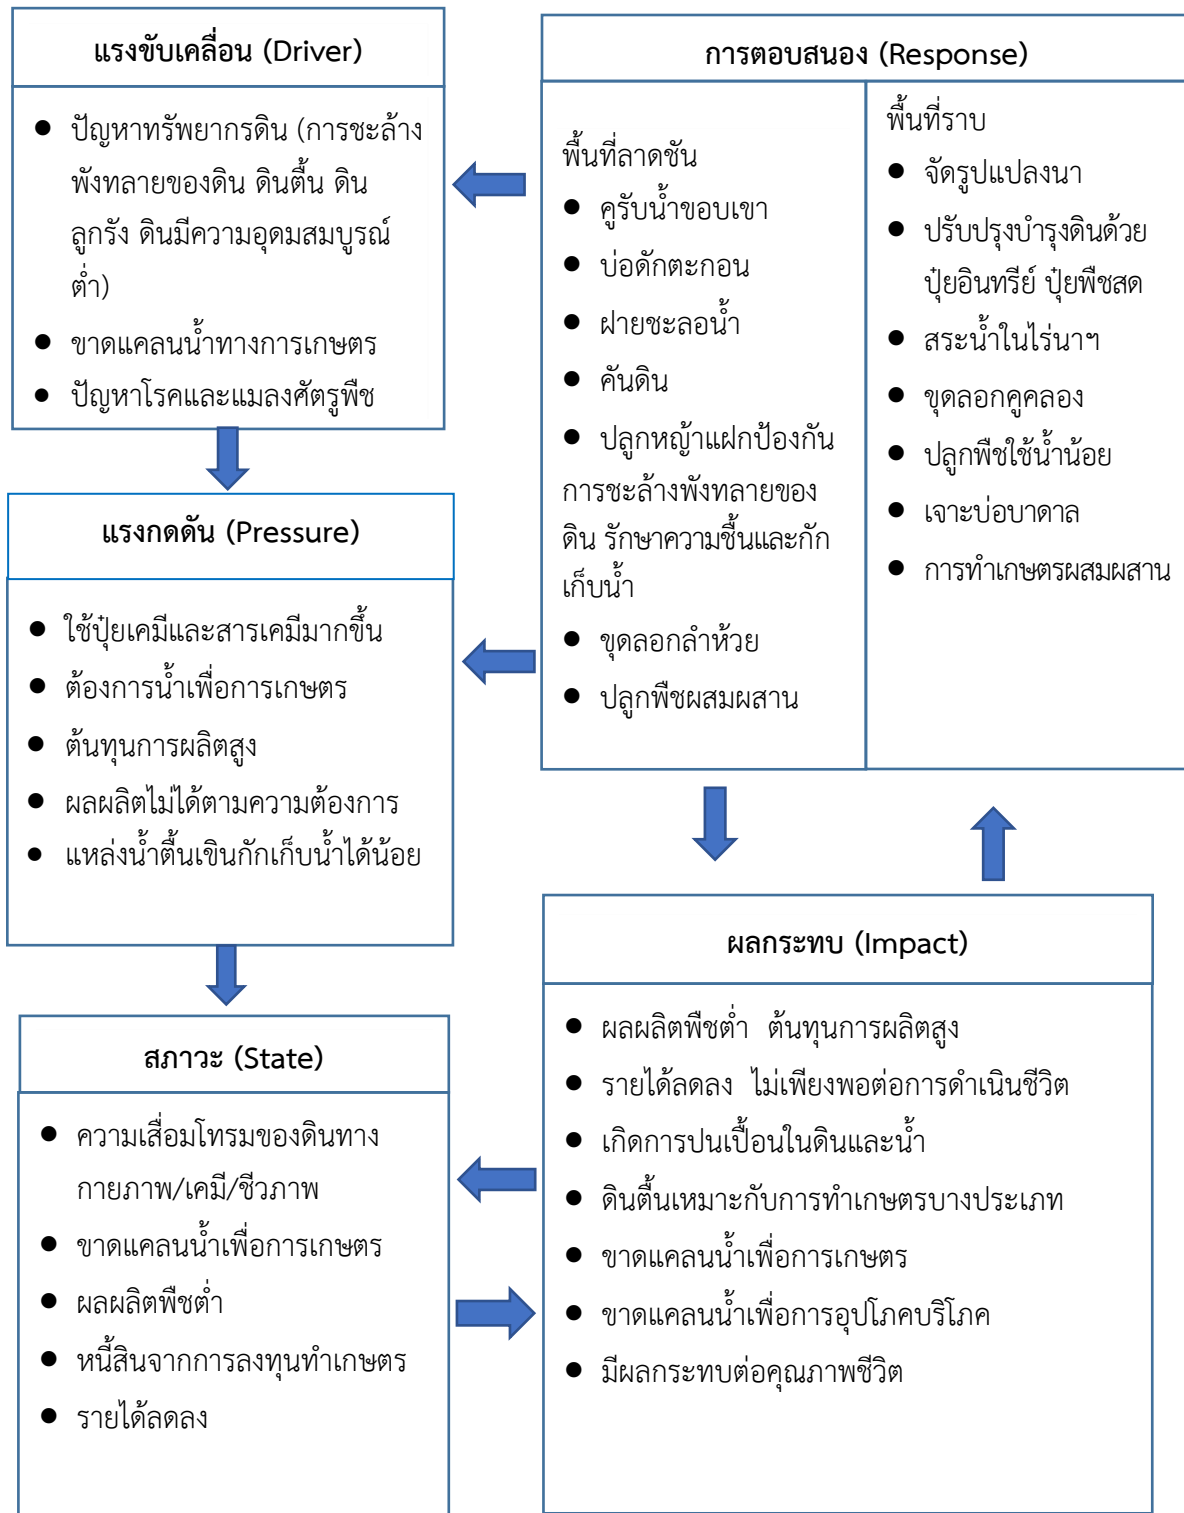 แรงขับเคลื่อน (Driver)
● ปัญหาทรัพยากรดิน (การชะล้าง
พังทลายของดิน ดินตื้น ดิน
ลูกรัง ดินมีความอุดมสมบูรณ์
ต่ำ)
● ขาดแคลนน้ำทางการเกษตร
● ปัญหาโรคและแมลงศัตรูพืช
แรงกดดัน (Pressure)
● ใช้ปุ๋ยเคมีและสารเคมีมากขึ้น
● ต้องการน้ำเพื่อการเกษตร
● ต้นทุนการผลิตสูง
● ผลผลิตไม่ได้ตามความต้องการ
● แหล่งน้ำตื้นเขินกักเก็บน้ำได้น้อย
สภาวะ (State)
● ความเสื่อมโทรมของดินทาง
กายภาพ/เคมี/ชีวภาพ
● ขาดแคลนน้ำเพื่อการเกษตร
● ผลผลิตพืชต่ำ
● หนี้สินจากการลงทุนทำเกษตร
● รายได้ลดลง
การตอบสนอง (Response)
พื้นที่ลาดชัน
● คูรับน้ำขอบเขา
● บ่อดักตะกอน
● ฝายชะลอน้ำ
● คันดิน
● ปลูกหญ้าแฝกป้องกัน
การชะล้างพังทลายของ
ดิน รักษาความชื้นและกัก
เก็บน้ำ
● ขุดลอกลำห้วย
● ปลูกพืชผสมผสาน
พื้นที่ราบ
● จัดรูปแปลงนา
● ปรับปรุงบำรุงดินด้วย
ปุ๋ยอินทรีย์ ปุ๋ยพืชสด
● สระน้ำในไร่นาฯ
● ขุดลอกคูคลอง
● ปลูกพืชใช้น้ำน้อย
● เจาะบ่อบาดาล
● การทำเกษตรผสมผสาน
ผลกระทบ (Impact)
● ผลผลิตพืชต่ำ ต้นทุนการผลิตสูง
● รายได้ลดลง ไม่เพียงพอต่อการดำเนินชีวิต
● เกิดการปนเปื้อนในดินและน้ำ
● ดินตื้นเหมาะกับการทำเกษตรบางประเภท
● ขาดแคลนน้ำเพื่อการเกษตร
● ขาดแคลนน้ำเพื่อการอุปโภคบริโภค
● มีผลกระทบต่อคุณภาพชีวิต